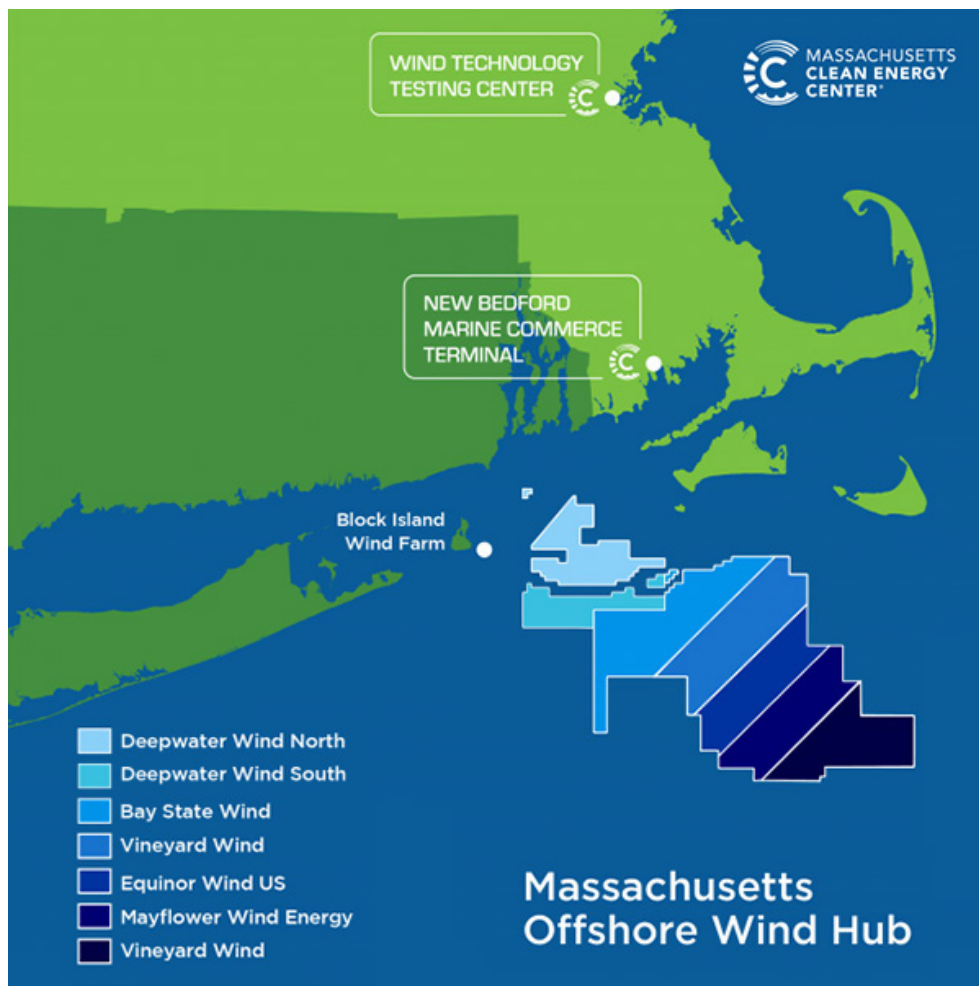 WIND TECHNOLOGY
TESTING CENTER
MASSACHUSETTS
CLEAN ENERGY
CENTER®
NEW BEDFORD
MARINE COMMERCE
TERMINAL
Block Island
Wind Farm
Deepwater Wind North
Deepwater Wind South
Bay State Wind
Vineyard Wind
Equinor Wind US
Mayflower Wind Energy
Vineyard Wind
Massachusetts
Offshore Wind Hub